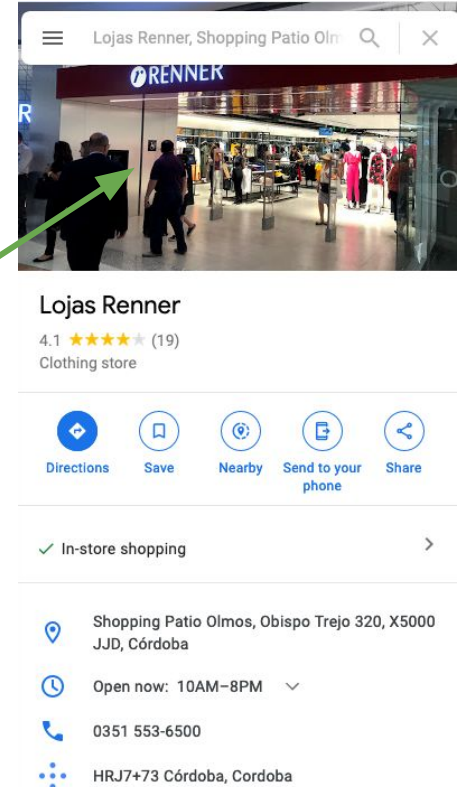 Lojas Renner, Shopping Patio Olm
RENNER
R
Lojas Renner
4.1 (19)
Clothing store
Directions
Save
Nearby
Send to your
phone
Share
In-store shopping
Shopping Patio Olmos, Obispo Trejo 320, X5000
JJD, Córdoba
Open now: 10AM–8PM
0351 553-6500
HRJ7+73 Córdoba, Cordoba